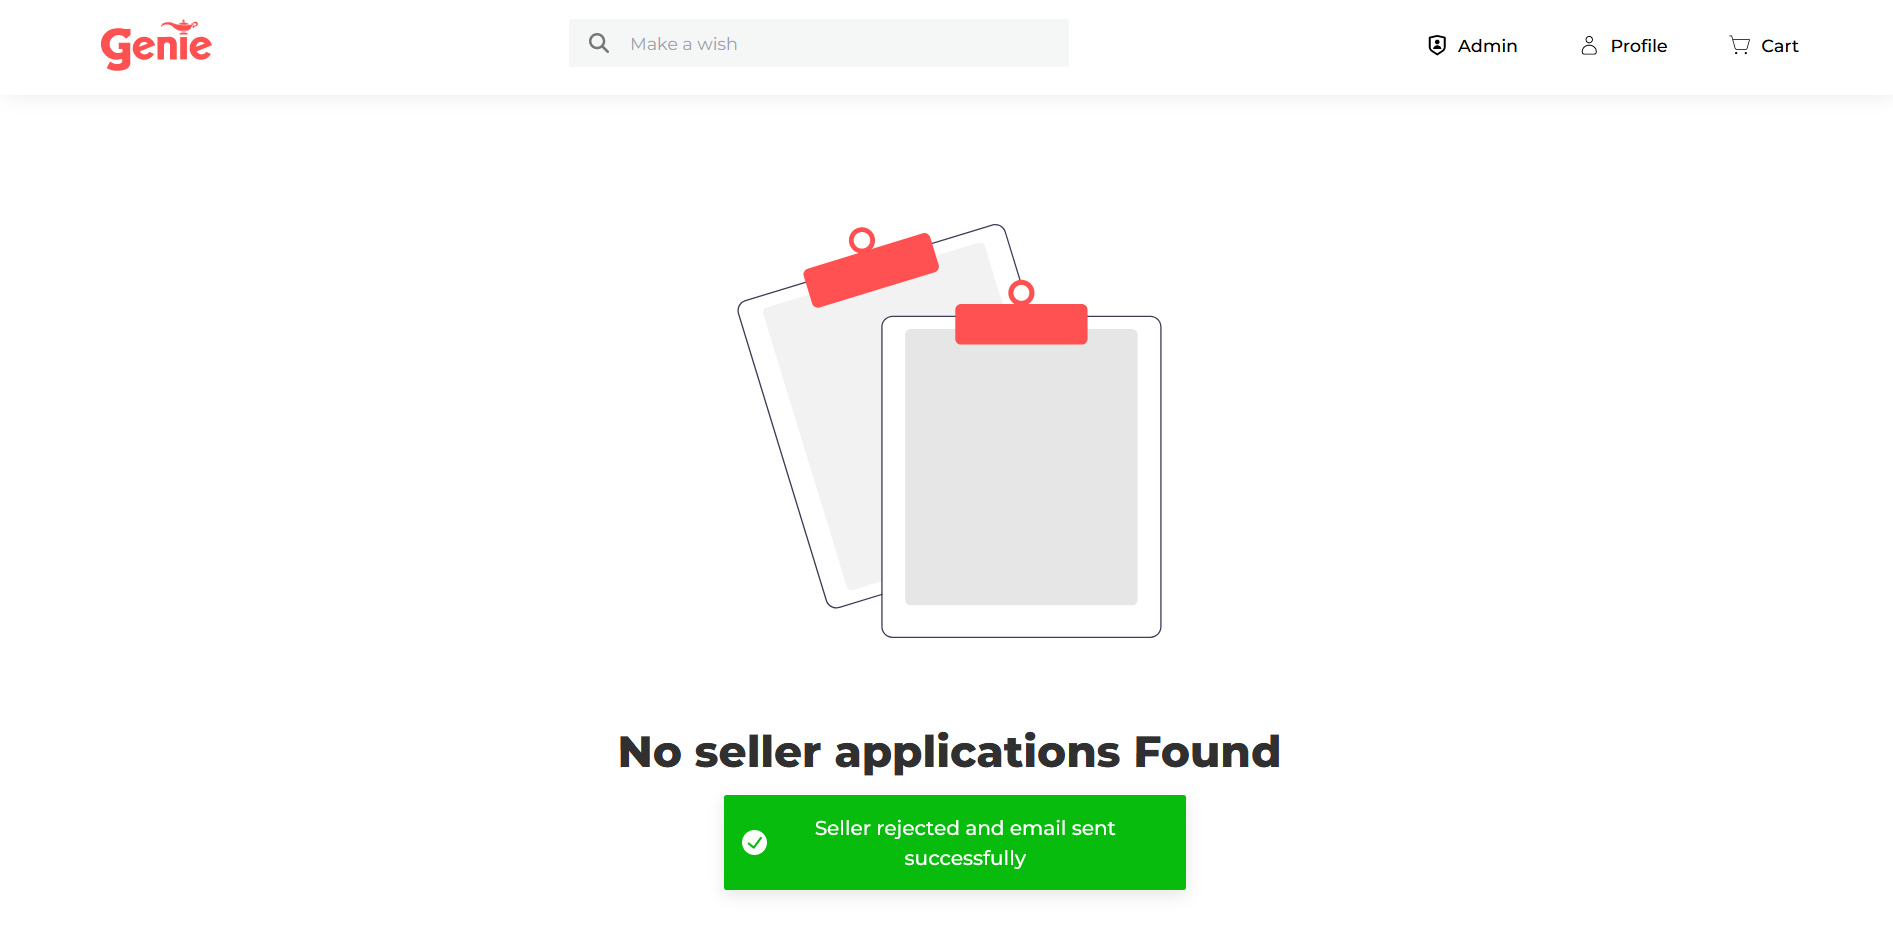 Genie
Make a wish
Admin
Profile
Cart
No seller applications Found
Seller rejected and email sent
successfully